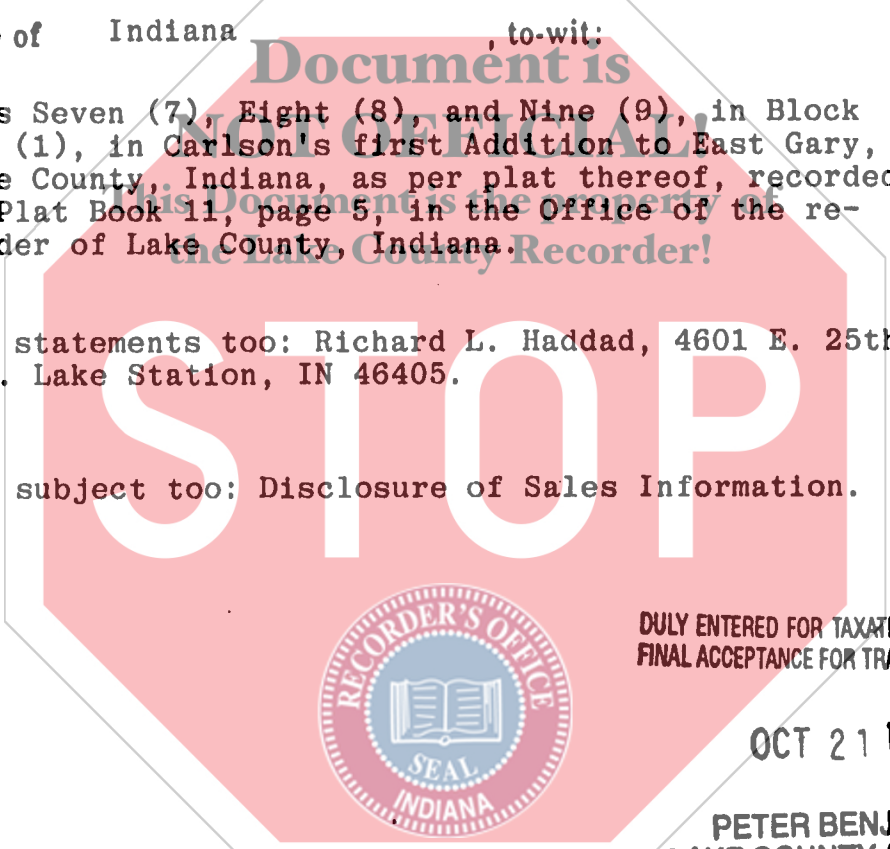 of Indiana , to-wit:
Document is
s Seven (7), Eight (8), and Nine (9), in Block
NOT OFFICIAL!
(1), in Carlson's first Addition to East Gary,
e County, Indiana, as per plat thereof, recorded
This Document is the property of
Plat Book 11, page 5, in the Office of the re-
der of Lake County, Indiana.
the Lake County Recorder!
statements too: Richard L. Haddad, 4601 E. 25th
. Lake Station, IN 46405.
STOP
subject too: Disclosure of Sales Information.
RECORDER'S OFFICE
SEAL
INDIANA
DULY ENTERED FOR TAXATI
FINAL ACCEPTANCE FOR TRA
OCT 21
PETER BENJ
LAKE COUNTY